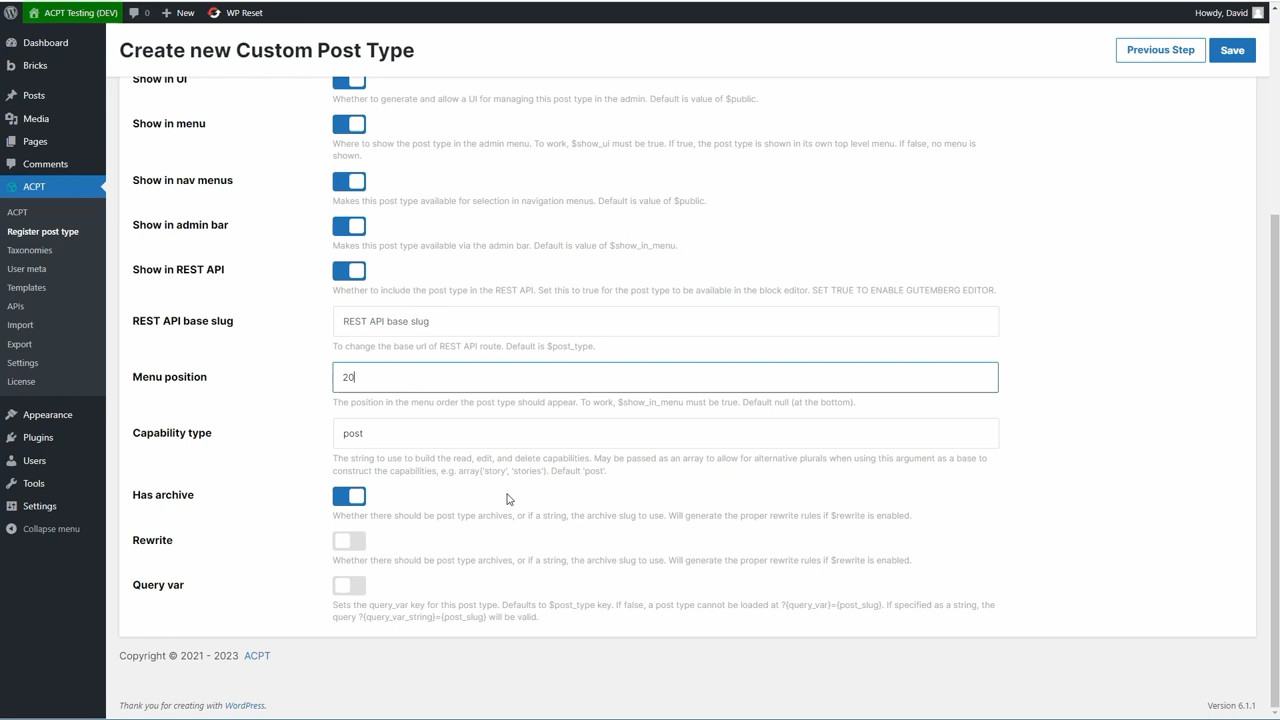 ACPT Testing (DEV)
0
New
WP Reset
Howdy, David
Dashboard
Bricks
Posts
Media
Pages
Comments
ACPT
ACPT
Register post type
Taxonomies
User meta
Templates
APIs
Import
Export
Settings
License
Appearance
Plugins
Users
Tools
Settings
Collapse menu
Create new Custom Post Type
Previous Step
Save
Show in UI
Whether to generate and allow a UI for managing this post type in the admin. Default is value of $public.
Show in menu
Where to show the post type in the admin menu. To work, $show_ui must be true. If true, the post type is shown in its own top level menu. If false, no menu is
shown.
Show in nav menus
Makes this post type available for selection in navigation menus. Default is value of $public.
Show in admin bar
Makes this post type available via the admin bar. Default is value of $show_in_menu.
Show in REST API
Whether to include the post type in the REST API. Set this to true for the post type to be available in the block editor. SET TRUE TO ENABLE GUTEMBERG EDITOR.
REST API base slug
REST API base slug
To change the base url of REST API route. Default is $post_type.
Menu position
20
The position in the menu order the post type should appear. To work, $show_in_menu must be true. Default null (at the bottom).
Capability type
post
The string to use to build the read, edit, and delete capabilities. May be passed as an array to allow for alternative plurals when using this argument as a base to
construct the capabilities, e.g. array('story', 'stories'). Default 'post'.
Has archive
Whether there should be post type archives, or if a string, the archive slug to use. Will generate the proper rewrite rules if $rewrite is enabled.
Rewrite
Whether there should be post type archives, or if a string, the archive slug to use. Will generate the proper rewrite rules if $rewrite is enabled.
Query var
Sets the query_var key for this post type. Defaults to $post_type key. If false, a post type cannot be loaded at ?{query_var}={post_slug}. If specified as a string, the
query ?{query_var_string}={post_slug} will be valid.
Copyright © 2021 - 2023 ACPT
Thank you for creating with WordPress.
Version 6.1.1